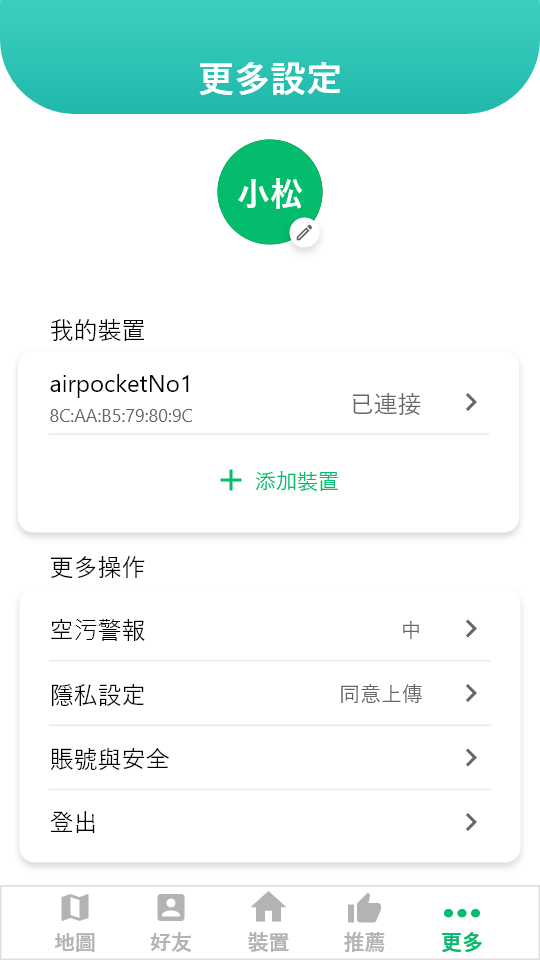 更多設定
小松
我的裝置
airpocketNo1
8C:AA:B5:79:80:9C
已連接
添加裝置
更多操作
空污警報
中
隱私設定
同意上傳
賬號與安全
登出
地圖
好友
裝置
推薦
更多